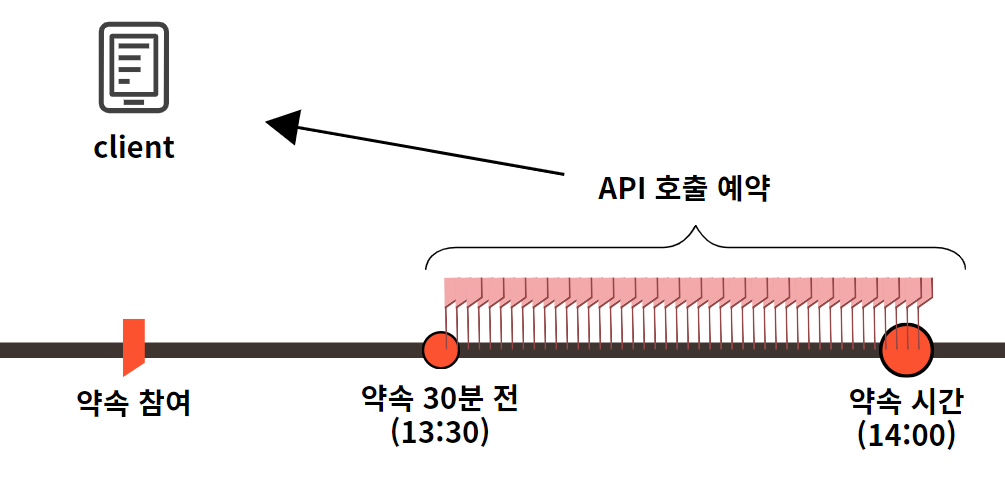 client
API 호출 예약
약속 참여
약속 30분 전
(13:30)
약속 시간
(14:00)